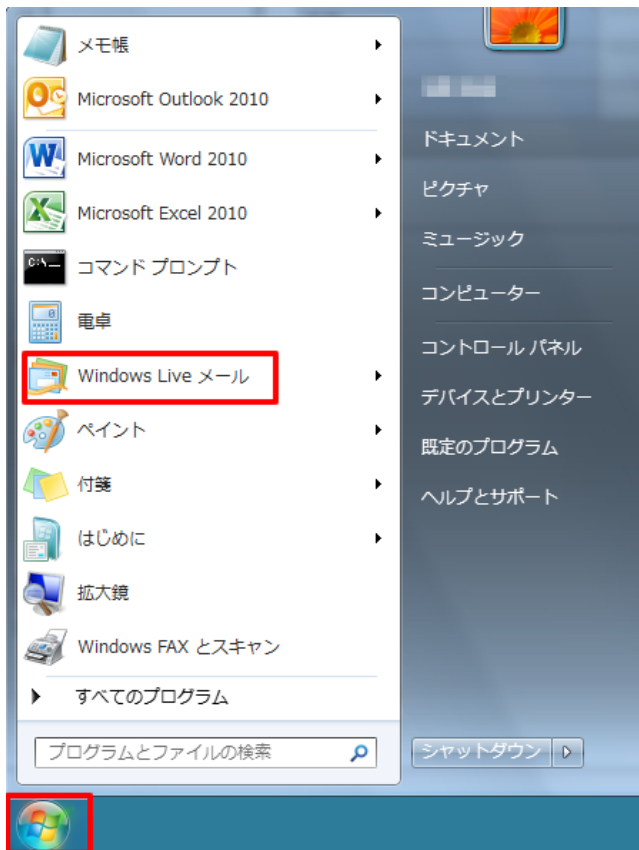 メモ帳
Microsoft Outlook 2010
Microsoft Word 2010
Microsoft Excel 2010
C:\
コマンド プロンプト
電卓
Windows Live メール
ペイント
付箋
はじめに
拡大鏡
Windows FAX とスキャン
すべてのプログラム
プログラムとファイルの検索
ドキュメント
ピクチャ
ミュージック
コンピューター
コントロール パネル
デバイスとプリンター
既定のプログラム
ヘルプとサポート
シャットダウン